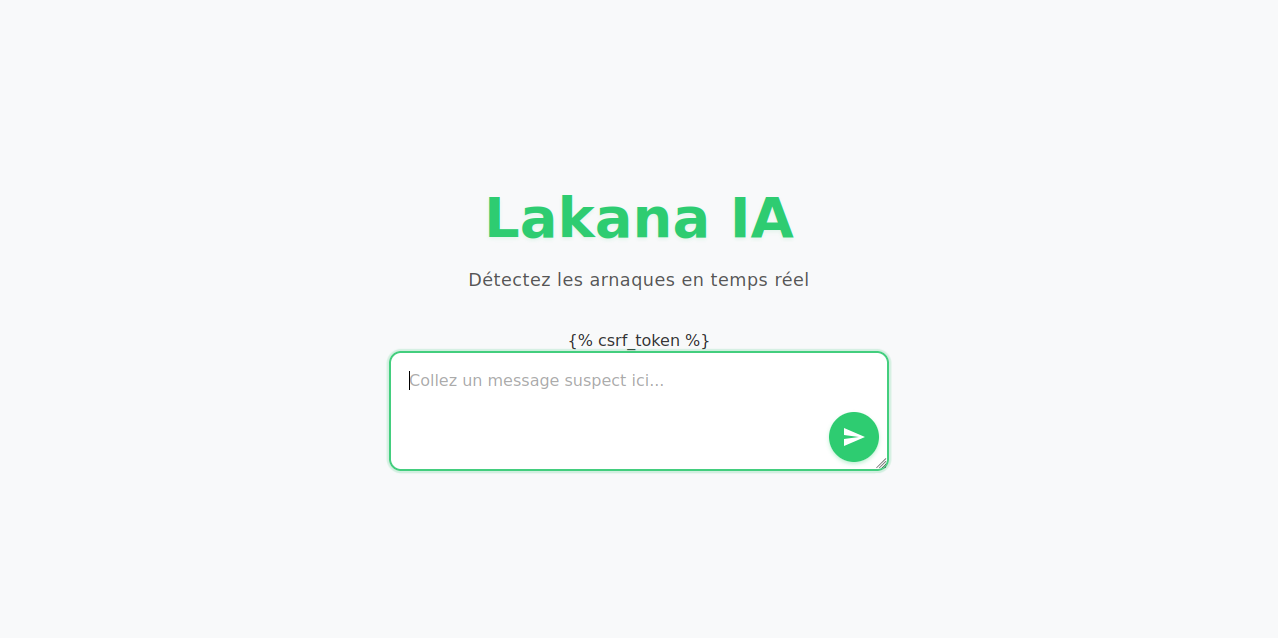 Lakana IA
Détectez les arnaques en temps réel
{% csrf_token %}
Collez un message suspect ici...